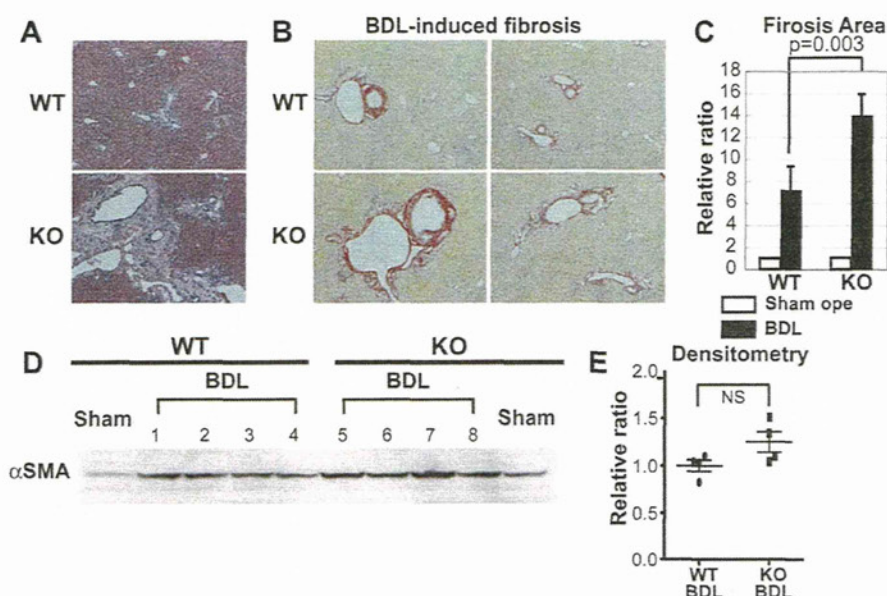 A
WT
KO
B
BDL-induced fibrosis
WT
KO
C
Firosis Area
p=0.003
Relative ratio
18
16
14
12
10
8
6
4
2
0
WT KO
Sham ope
BDL
D
WT KO
BDL BDL
Sham 1 2 3 4 5 6 7 8 Sham
αSMA
E
Densitometry
NS
Relative ratio
2.0
1.5
1.0
0.5
0.0
WT KO
BDL BDL